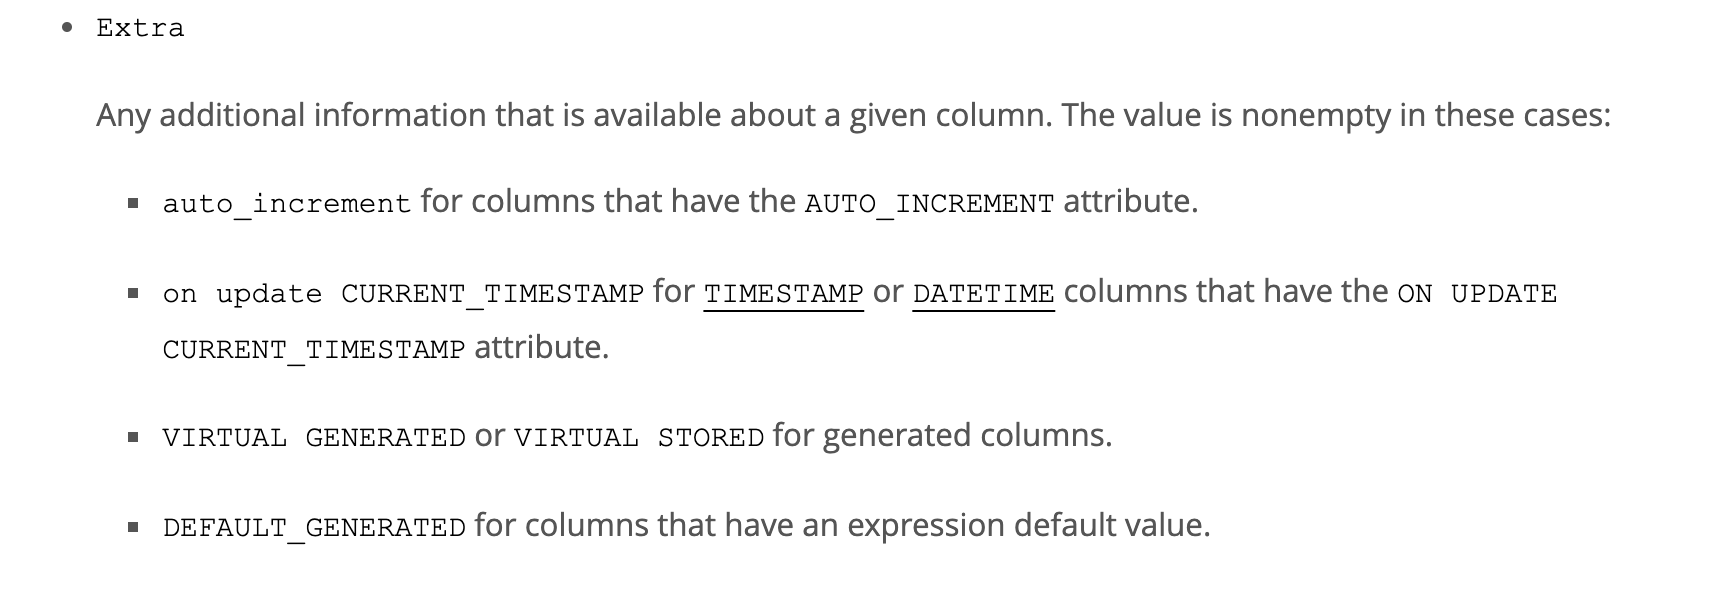 Extra
Any additional information that is available about a given column. The value is nonempty in these cases:
auto_increment for columns that have the AUTO_INCREMENT attribute.
on update CURRENT_TIMESTAMP for TIMESTAMP or DATETIME columns that have the ON UPDATE
CURRENT_TIMESTAMP attribute.
VIRTUAL GENERATED or VIRTUAL STORED for generated columns.
DEFAULT_GENERATED for columns that have an expression default value.